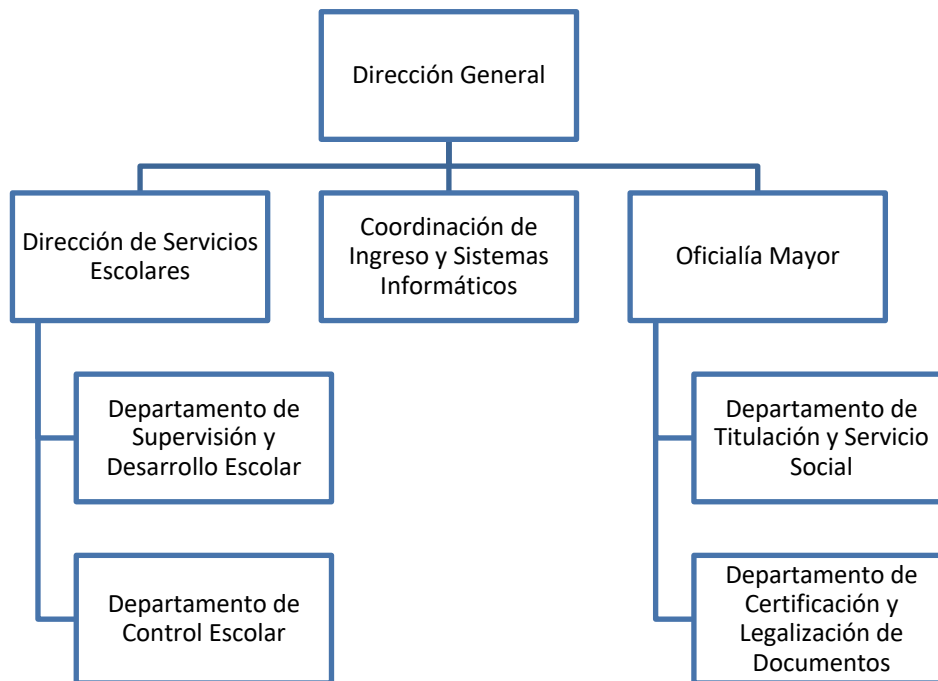 Dirección General
Dirección de Servicios
Escolares
Coordinación de
Ingreso y Sistemas
Informáticos
Oficialía Mayor
Departamento de
Supervisión y
Desarrollo Escolar
Departamento de
Control Escolar
Departamento de
Titulación y Servicio
Social
Departamento de
Certificación y
Legalización de
Documentos